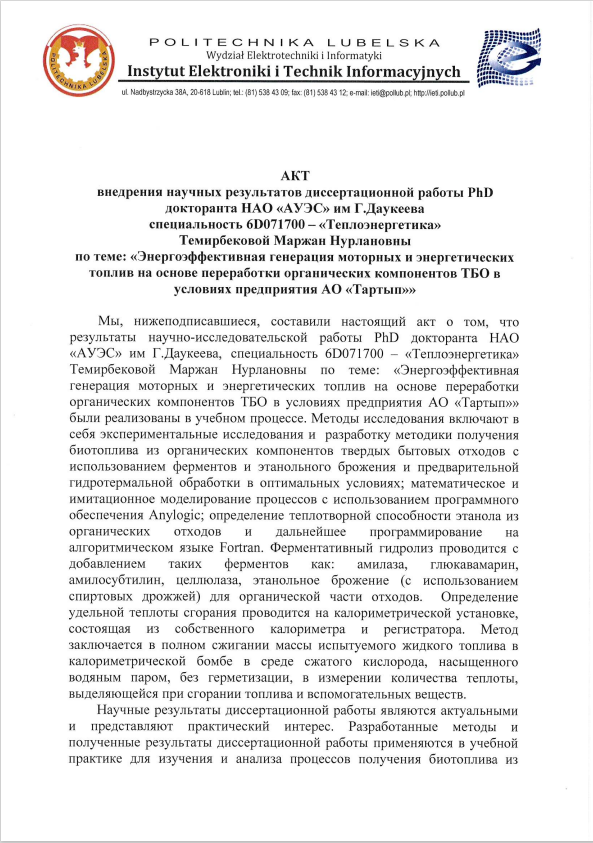 POLITECHNIKA LUBELSKA
Wydział Elektrotechniki i Informatyki
Instytut Elektroniki i Technik Informacyjnych
ul. Nadbystrzycka 38A, 20-618 Lublin; tel.: (81) 538 43 09; fax: (81) 538 43 12; e-mail: ieti@pollub.pl; http://ieti.pollub.pl
POLITECHNIKA LUBELSKA
АКТ
внедрения научных результатов диссертационной работы PhD
докторанта НАО «АУЭС» им Г.Даукеева
специальность 6D071700 – «Теплоэнергетика»
Темирбековой Маржан Нурлановны
по теме: «Энергоэффективная генерация моторных и энергетических
топлив на основе переработки органических компонентов ТБО в
условиях предприятия АО «Тартып»»
Мы, нижеподписавшиеся, составили настоящий акт о том, что
результаты научно-исследовательской работы PhD докторанта НАО
«АУЭС» им Г.Даукеева, специальность 6D071700 – «Теплоэнергетика»
Темирбековой Маржан Нурлановны по теме: «Энергоэффективная
генерация моторных и энергетических топлив на основе переработки
органических компонентов ТБО в условиях предприятия АО «Тартып»»
были реализованы в учебном процессе. Методы исследования включают в
себя экспериментальные исследования и разработку методики получения
биотоплива из органических компонентов твердых бытовых отходов с
использованием ферментов и этанольного брожения и предварительной
гидротермальной обработки в оптимальных условиях; математическое и
имитационное моделирование процессов с использованием программного
обеспечения Anylogic; определение теплотворной способности этанола из
органических отходов и дальнейшее программирование на
алгоритмическом языке Fortran. Ферментативный гидролиз проводится с
добавлением таких ферментов как: амилаза, глюкавамарин,
амилосубтилин, целлюлаза, этанольное брожение (с использованием
спиртовых дрожжей) для органической части отходов. Определение
удельной теплоты сгорания проводится на калориметрической установке,
состоящая из собственного калориметра и регистратора. Метод
заключается в полном сжигании массы испытуемого жидкого топлива в
калориметрической бомбе в среде сжатого кислорода, насыщенного
водяным паром, без герметизации, в измерении количества теплоты,
выделяющейся при сгорании топлива и вспомогательных веществ.
Научные результаты диссертационной работы являются актуальными
и представляют практический интерес. Разработанные методы и
полученные результаты диссертационной работы применяются в учебной
практике для изучения и анализа процессов получения биотоплива из